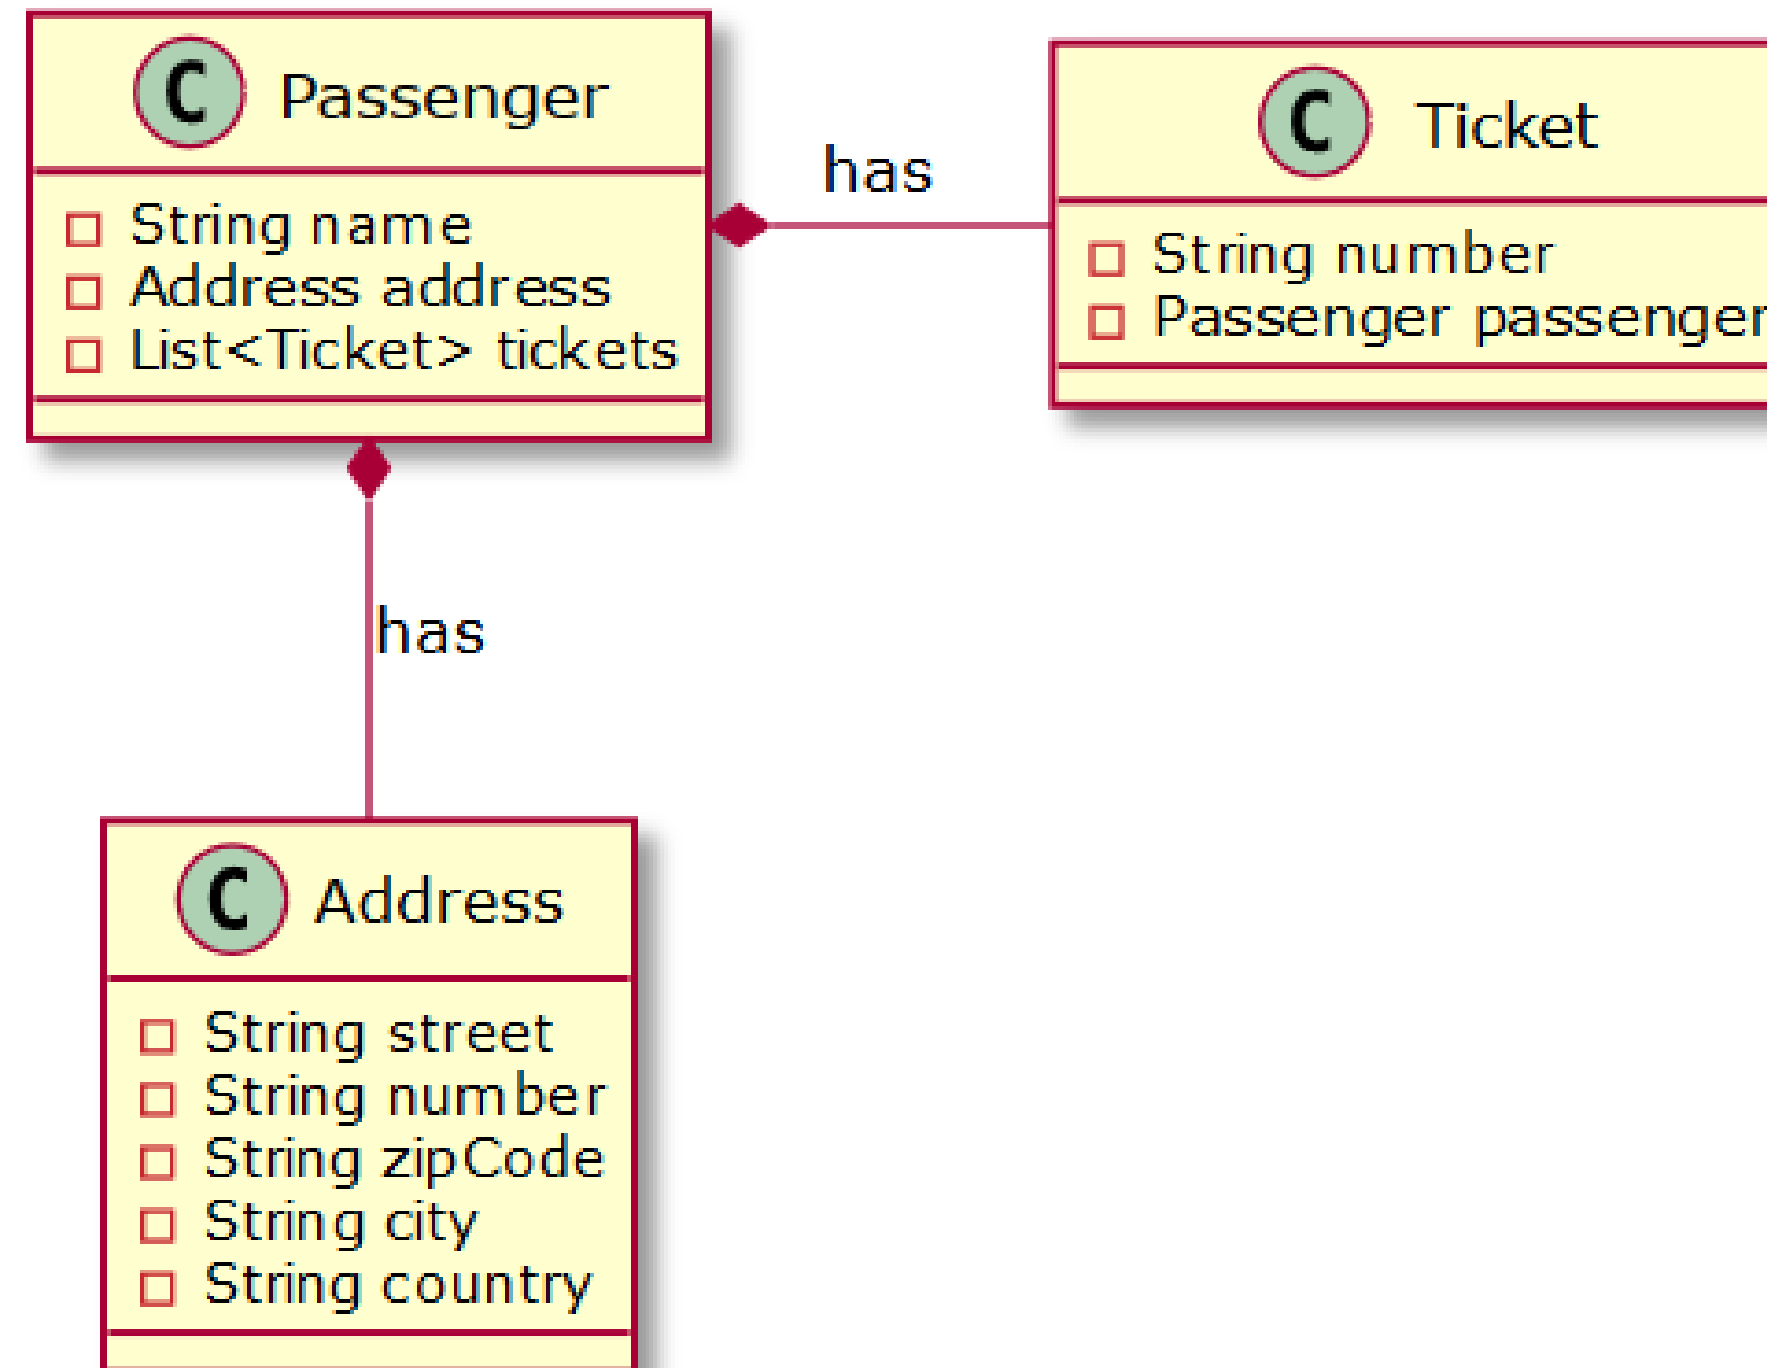 C Passenger
String name
Address address
List<Ticket> tickets
has
C Ticket
String number
Passenger passenger
has
C Address
String street
String number
String zipCode
String city
String country